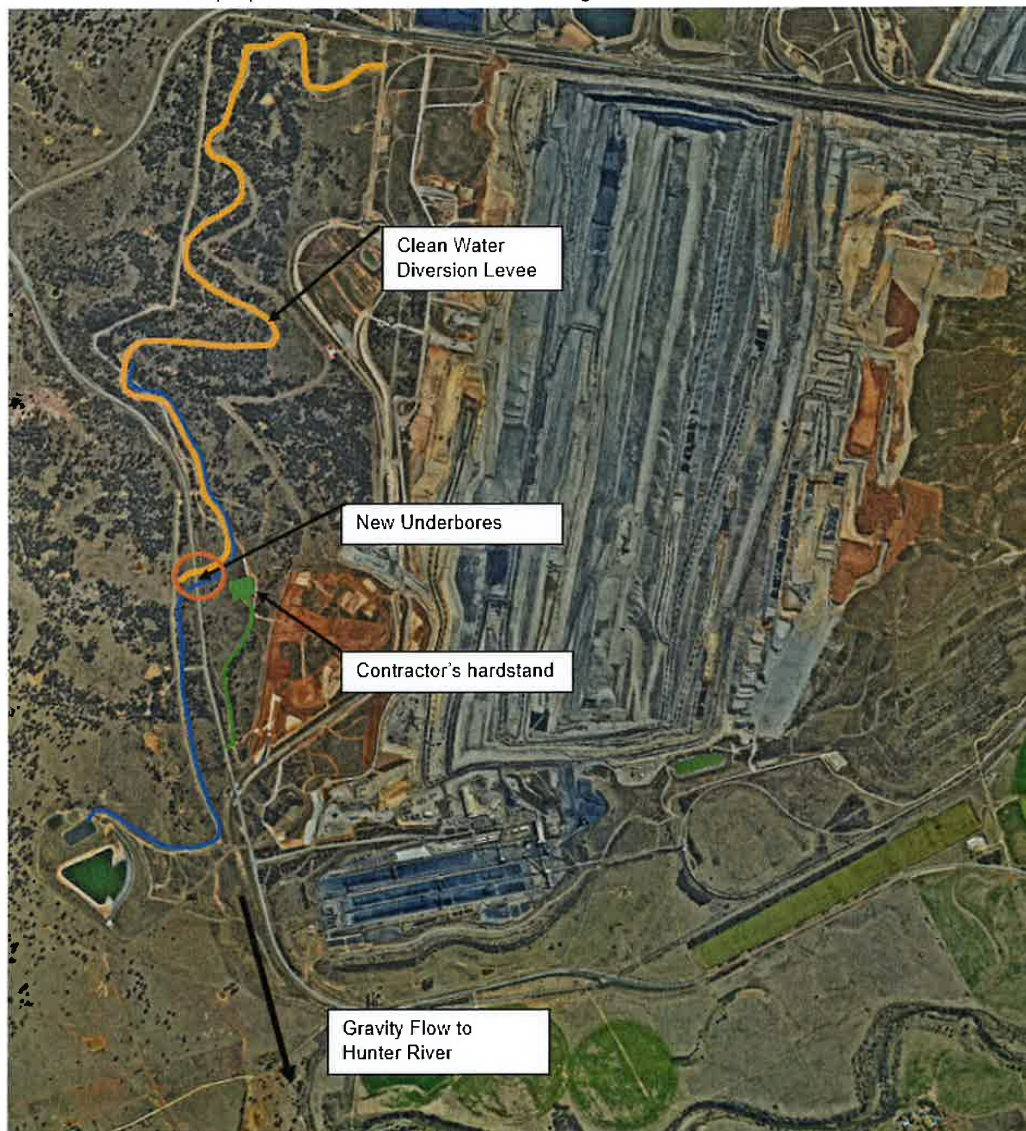 Clean Water
Diversion Levee
New Underbores
Contractor's hardstand
Gravity Flow to
Hunter River